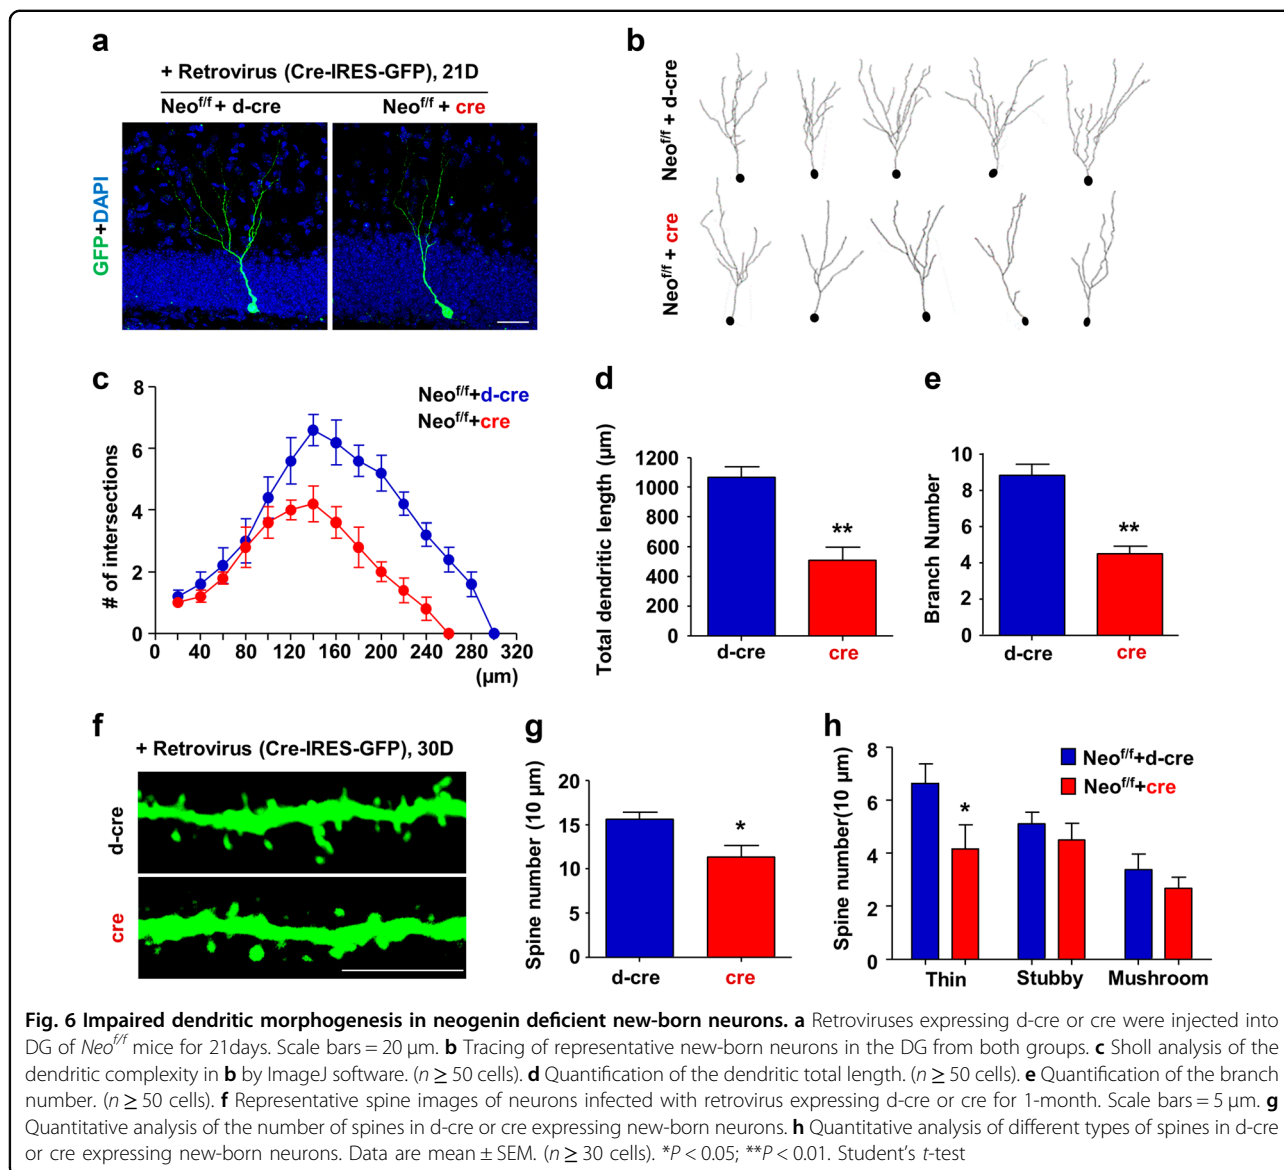 a
+ Retrovirus (Cre-IRES-GFP), 21D
Neo^f/f + d-cre
Neo^f/f + cre
GFP+DAPI
b
Neo^f/f + d-cre
Neo^f/f + cre
c
# of intersections
8
6
4
2
0
0 40 80 120 160 200 240 280 320
(µm)
Neo^f/f+d-cre
Neo^f/f+cre
d
Total dendritic length (µm)
1200
1000
800
600
400
200
0
**
d-cre cre
e
Branch Number
10
8
6
4
2
0
**
d-cre cre
f
+ Retrovirus (Cre-IRES-GFP), 30D
d-cre
cre
g
Spine number (10 µm)
20
15
10
5
0
*
d-cre cre
h
Spine number(10 µm)
8
6
4
2
0
Neo^f/f+d-cre
Neo^f/f+cre
*
Thin Stubby Mushroom
Fig. 6 Impaired dendritic morphogenesis in neogenin deficient new-born neurons. a Retroviruses expressing d-cre or cre were injected into
DG of Neo^f/f mice for 21days. Scale bars = 20 µm. b Tracing of representative new-born neurons in the DG from both groups. c Sholl analysis of the
dendritic complexity in b by ImageJ software. (n ≥ 50 cells). d Quantification of the dendritic total length. (n ≥ 50 cells). e Quantification of the branch
number. (n ≥ 50 cells). f Representative spine images of neurons infected with retrovirus expressing d-cre or cre for 1-month. Scale bars = 5 µm. g
Quantitative analysis of the number of spines in d-cre or cre expressing new-born neurons. h Quantitative analysis of different types of spines in d-cre
or cre expressing new-born neurons. Data are mean ± SEM. (n ≥ 30 cells). *P < 0.05; **P < 0.01. Student's t-test